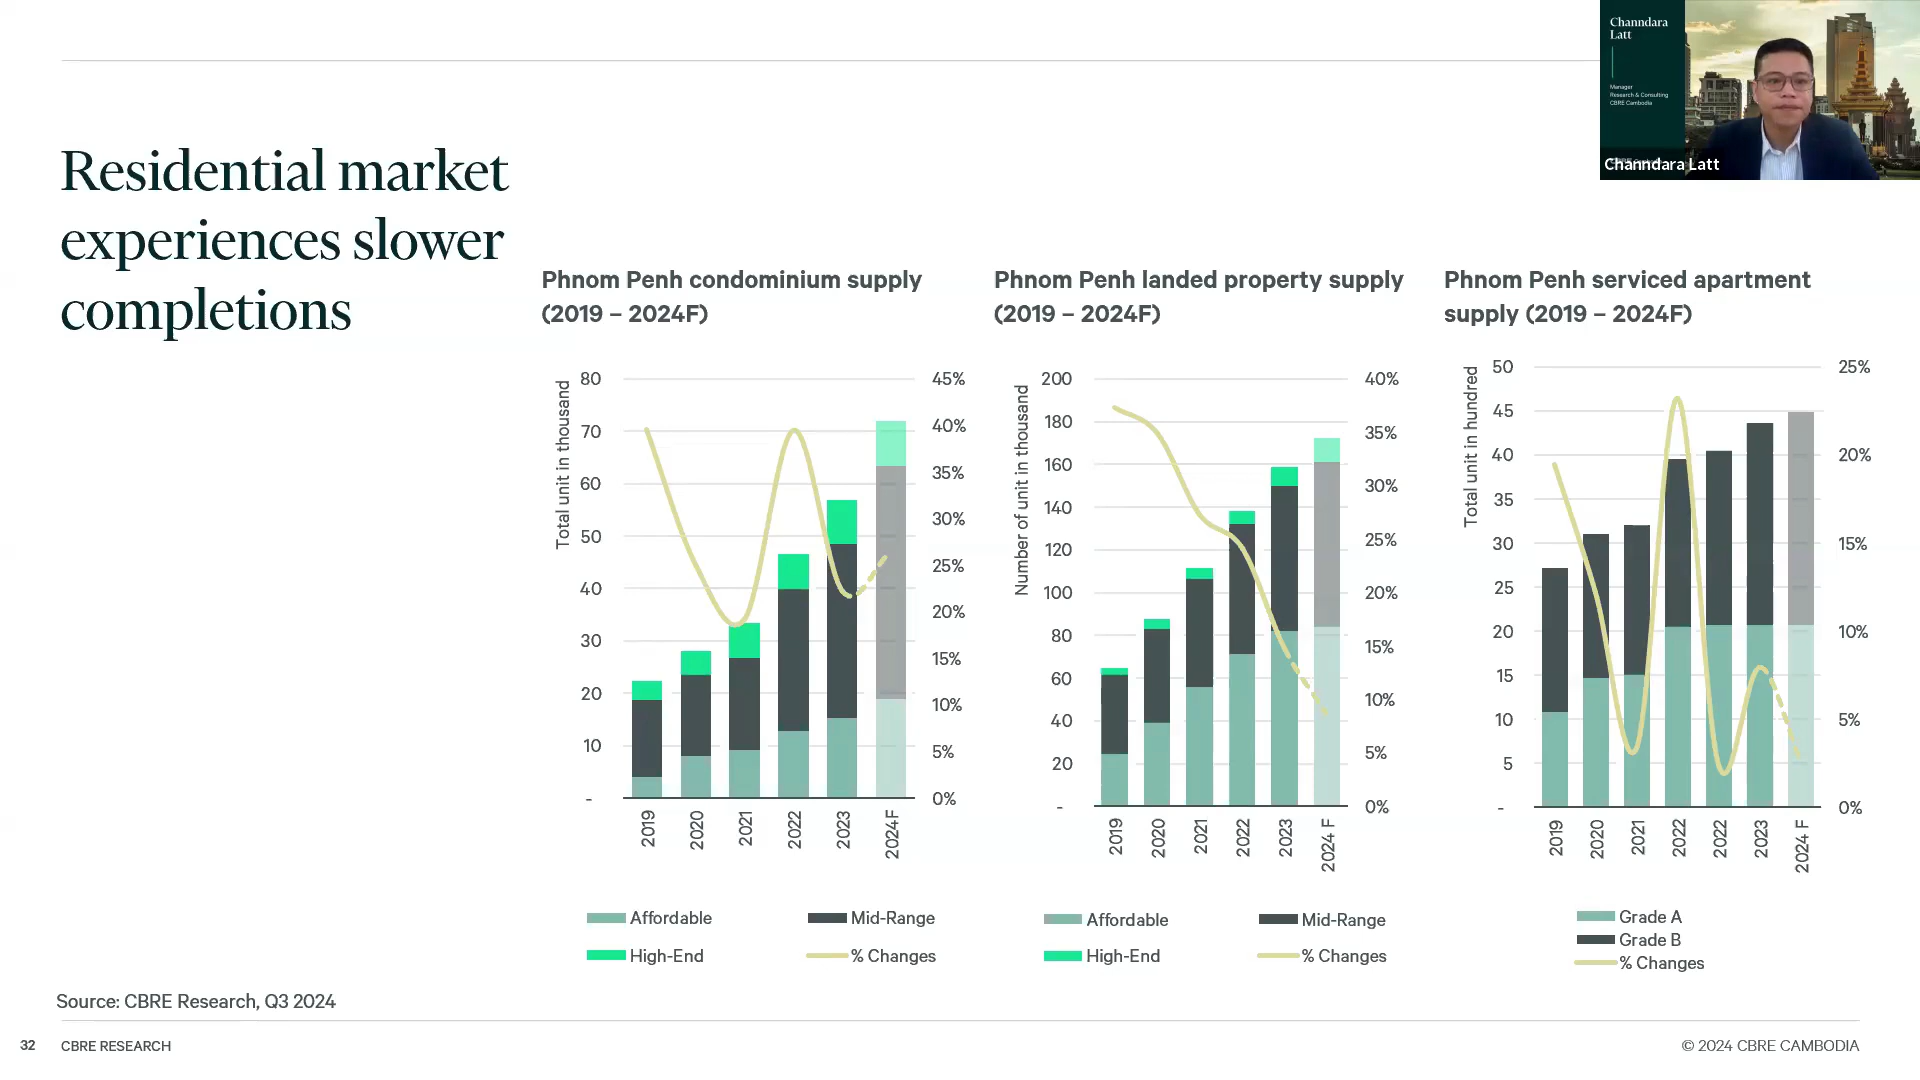 Channdara
Latt
Manager
Research & Consulting
CBRE Cambodia
Channdara Latt
Residential market
experiences slower
completions
Phnom Penh condominium supply
(2019 – 2024F)
Total unit in thousand
80
70
60
50
40
30
20
10
-
45%
40%
35%
30%
25%
20%
15%
10%
5%
0%
2019
2020
2021
2022
2023
2024F
Affordable
Mid-Range
High-End
% Changes
Phnom Penh landed property supply
(2019 – 2024F)
Number of unit in thousand
200
180
160
140
120
100
80
60
40
20
-
40%
35%
30%
25%
20%
15%
10%
5%
0%
2019
2020
2021
2022
2023
2024 F
Affordable
Mid-Range
High-End
% Changes
Phnom Penh serviced apartment
supply (2019 – 2024F)
Total unit in hundred
50
45
40
35
30
25
20
15
10
5
-
25%
20%
15%
10%
5%
0%
2019
2020
2021
2022
2022
2023
2024 F
Grade A
Grade B
% Changes
Source: CBRE Research, Q3 2024
32 CBRE RESEARCH
© 2024 CBRE CAMBODIA